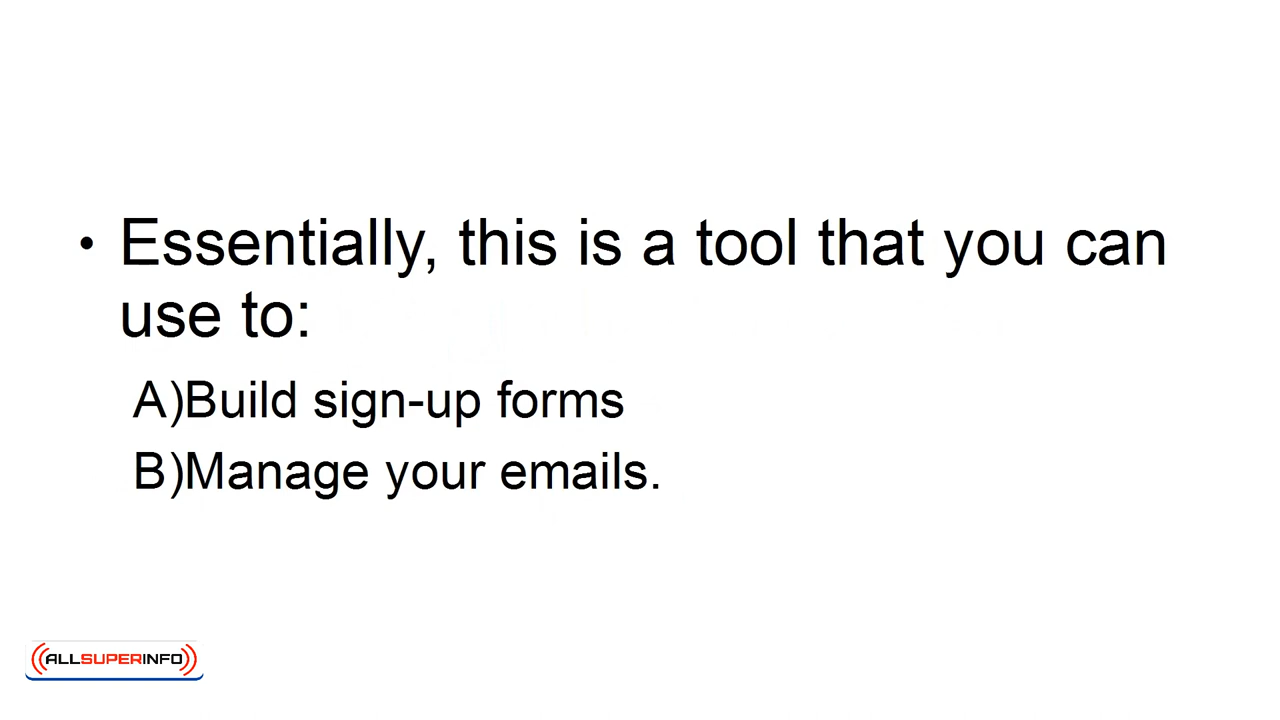 • Essentially, this is a tool that you can
use to:
A)Build sign-up forms
B)Manage your emails.
ALLSUPERINFO